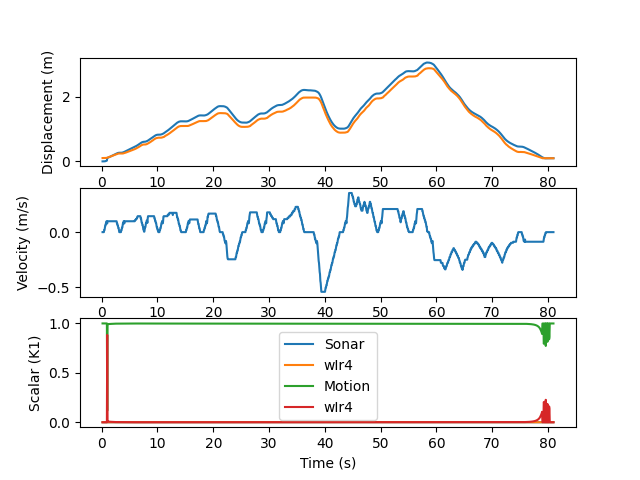 Displacement (m)
2
0
0 10 20 30 40 50 60 70 80
Velocity (m/s)
0.0
−0.5
0 10 20 30 40 50 60 70 80
Scalar (K1)
1.0
0.5
0.0
Sonar
wIr4
Motion
wIr4
0 10 20 30 40 50 60 70 80
Time (s)